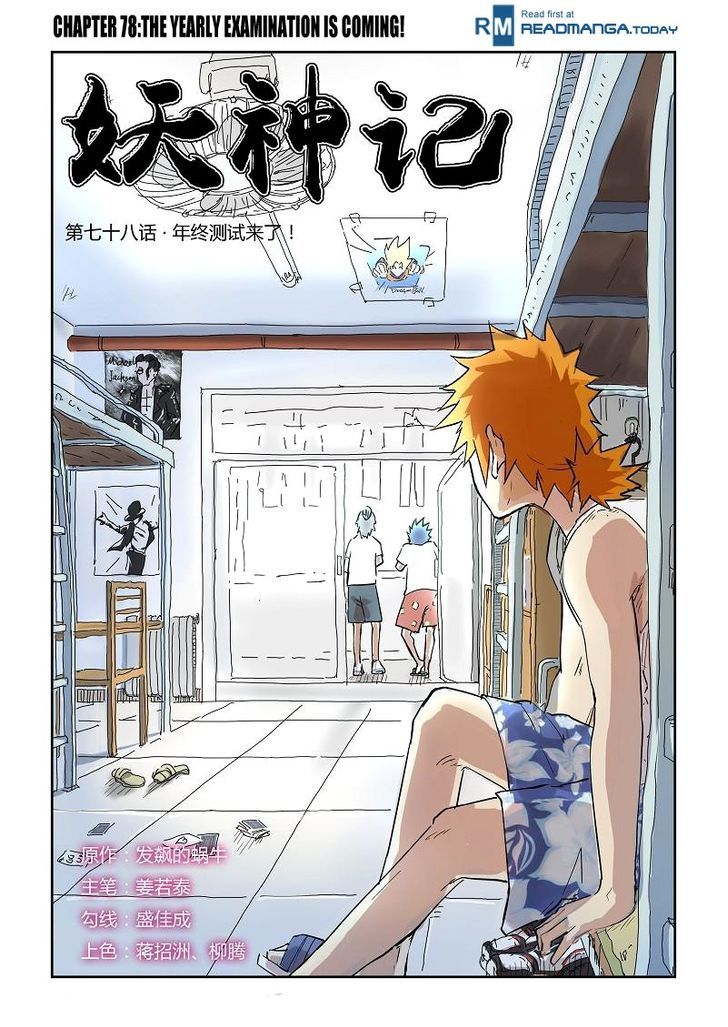 CHAPTER 78:THE YEARLY EXAMINATION IS COMING!
Read first at
RM READMANGA.TODAY
妖神记
第七十八话·年终测试来了!
Dragon Ball
Michael
Jackson
原作:发飙的蜗牛
主笔:姜若泰
勾线:盛佳成
上色:蒋招洲、柳腾